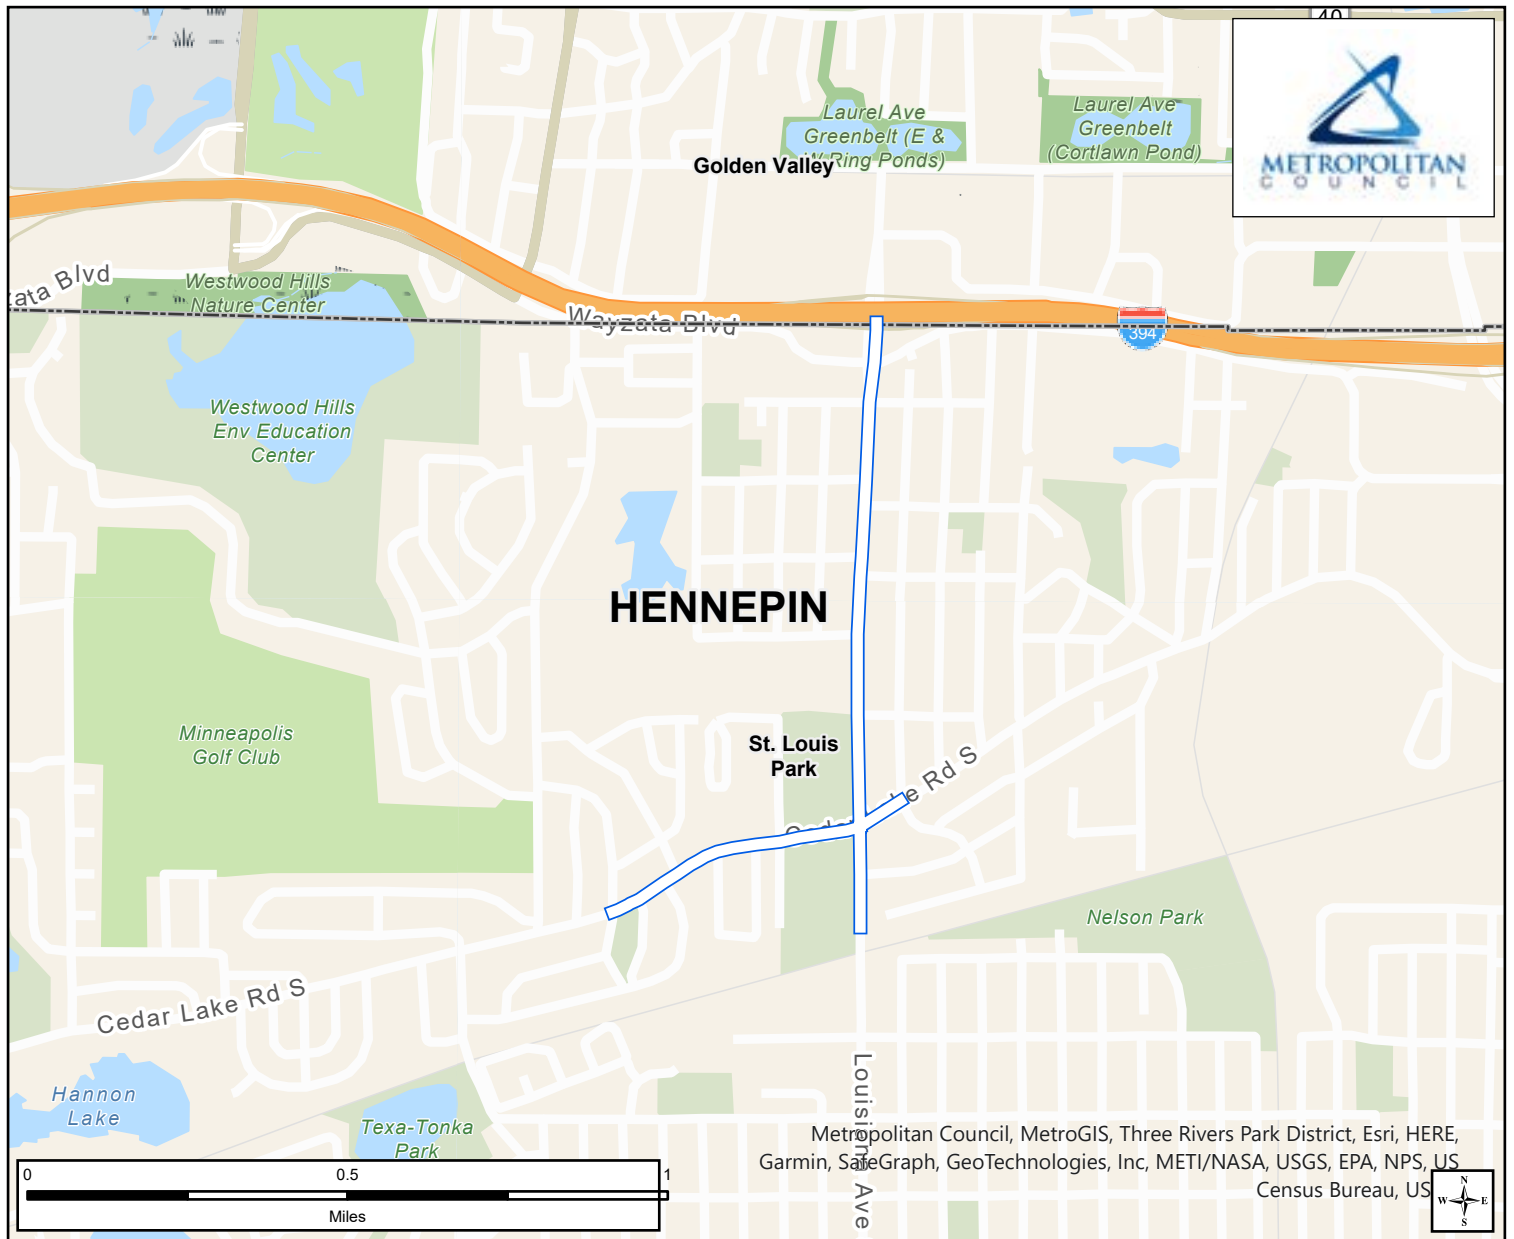 40
METROPOLITAN
COUNCIL
Laurel Ave
Greenbelt (E &
W Ring Ponds)
Laurel Ave
Greenbelt
(Cortlawn Pond)
Golden Valley
zata Blvd
Westwood Hills
Nature Center
Wayzata Blvd
394
Westwood Hills
Env Education
Center
HENNEPIN
Minneapolis
Golf Club
St. Louis
Park
Rd S
Nelson Park
Cedar Lake Rd S
Hannon
Lake
Texa-Tonka
Park
Louisiana Ave
Metropolitan Council, MetroGIS, Three Rivers Park District, Esri, HERE,
Garmin, SafeGraph, GeoTechnologies, Inc, METI/NASA, USGS, EPA, NPS, US
Census Bureau, US
0 0.5 1
Miles
N
W E
S